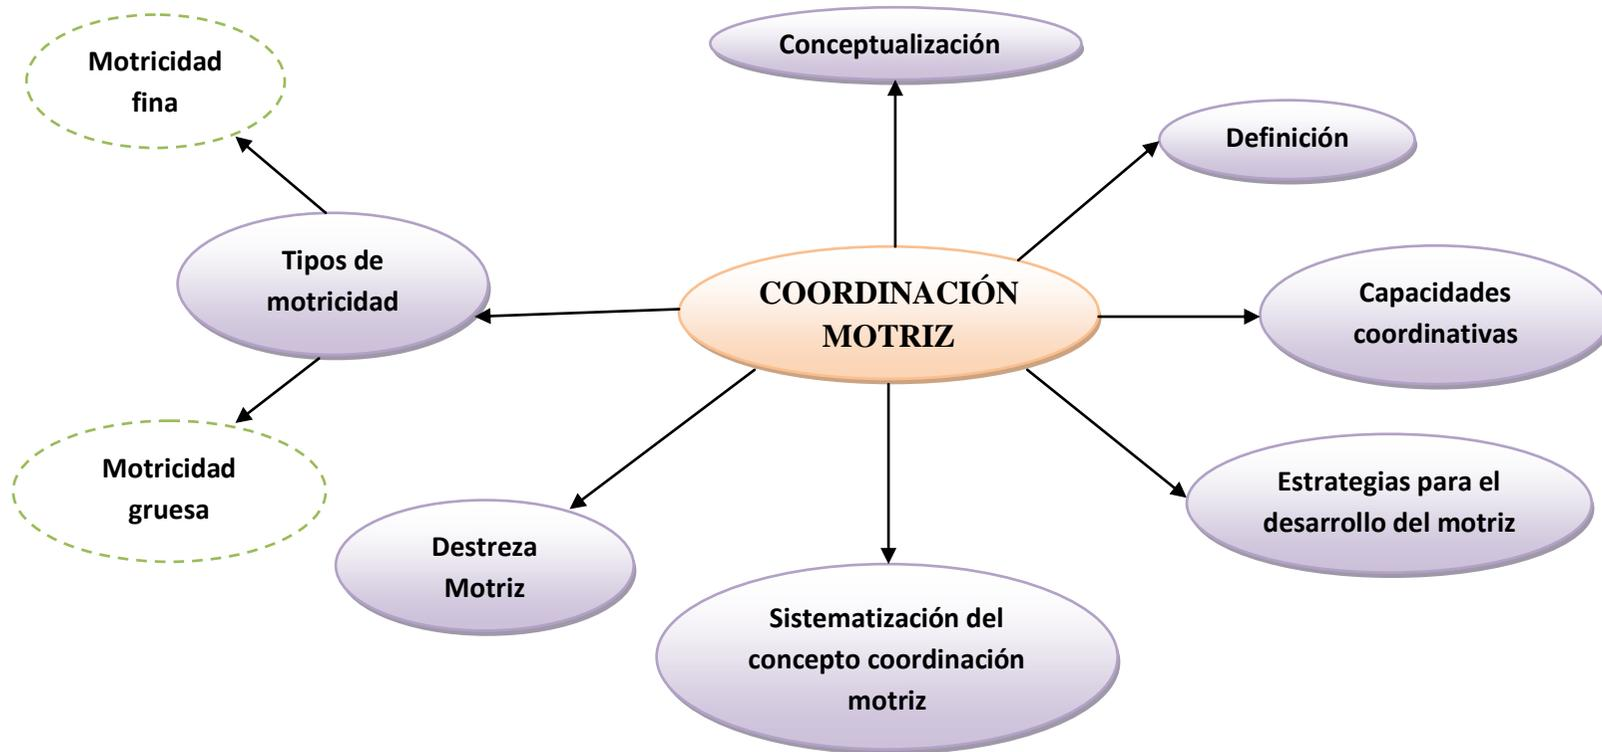 Conceptualización
Motricidad
fina
Definición
Tipos de
motricidad
COORDINACIÓN
MOTRIZ
Capacidades
coordinativas
Motricidad
gruesa
Estrategias para el
desarrollo del motriz
Destreza
Motriz
Sistematización del
concepto coordinación
motriz